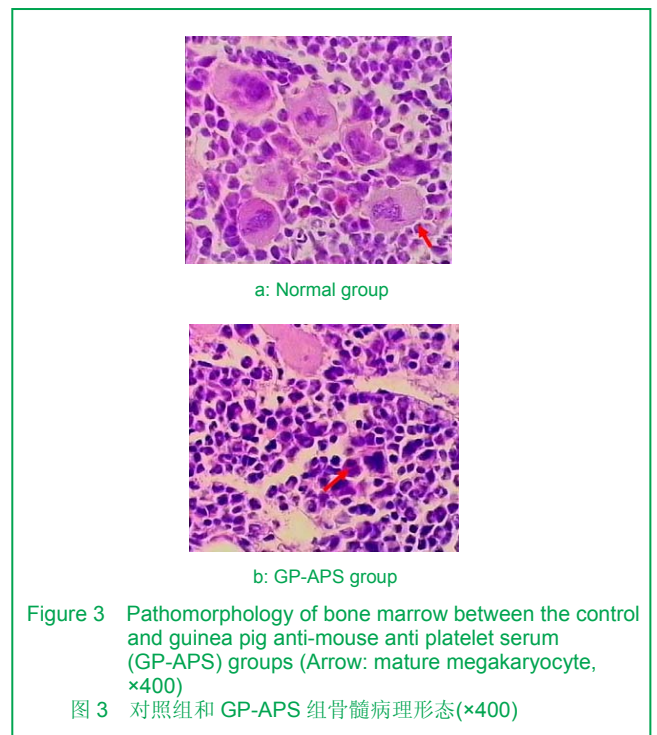 a: Normal group
b: GP-APS group
Figure 3 Pathomorphology of bone marrow between the control
and guinea pig anti-mouse anti platelet serum
(GP-APS) groups (Arrow: mature megakaryocyte,
×400)
图 3 对照组和 GP-APS 组骨髓病理形态(×400)